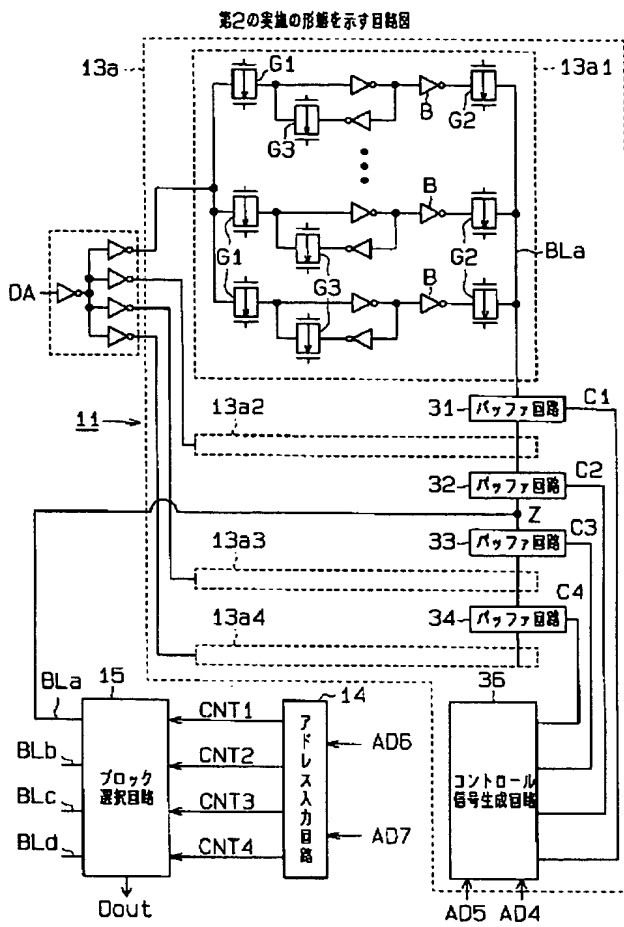 第2の実施の形態を示す回路図
13a
G1
13a1
B
G2
G3
B
G1
G2
BLa
G3
B
DA
11
13a2
31
バッファ回路
C1
32
バッファ回路
C2
Z
13a3
33
バッファ回路
C3
13a4
34
バッファ回路
C4
BLa
15
14
36
CNT1
AD6
BLb
CNT2
BLc
CNT3
AD7
BLd
CNT4
ブロック
選択回路
アドレス入力回路
コントロール
信号生成回路
Dout
AD5
AD4